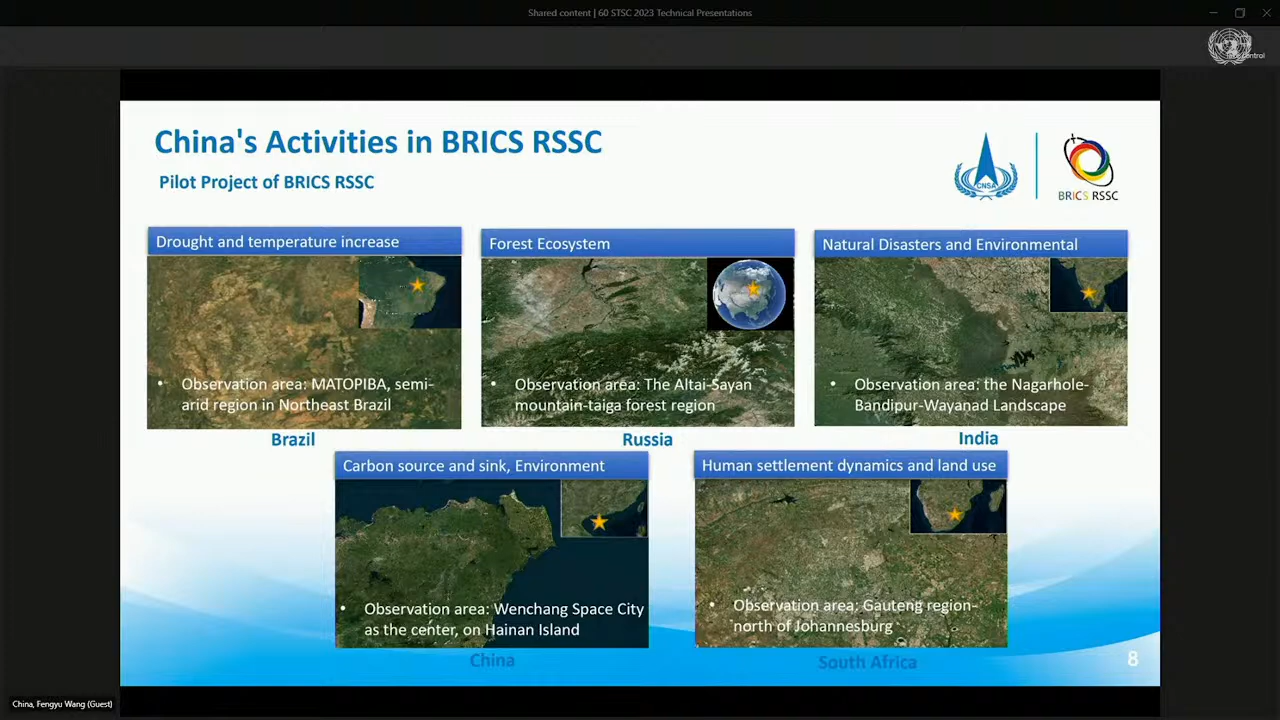 Shared content | 60 STSC 2023 Technical Presentations
China's Activities in BRICS RSSC
Pilot Project of BRICS RSSC
CNSA
BRICS RSSC
Drought and temperature increase
• Observation area: MATOPIBA, semi-
arid region in Northeast Brazil
Brazil
Forest Ecosystem
• Observation area: The Altai-Sayan
mountain-taiga forest region
Russia
Natural Disasters and Environmental
• Observation area: the Nagarhole-
Bandipur-Wayanad Landscape
India
Carbon source and sink, Environment
• Observation area: Wenchang Space City
as the center, on Hainan Island
China
Human settlement dynamics and land use
• Observation area: Gauteng region-
north of Johannesburg
South Africa
8
China, Fengyu Wang (Guest)